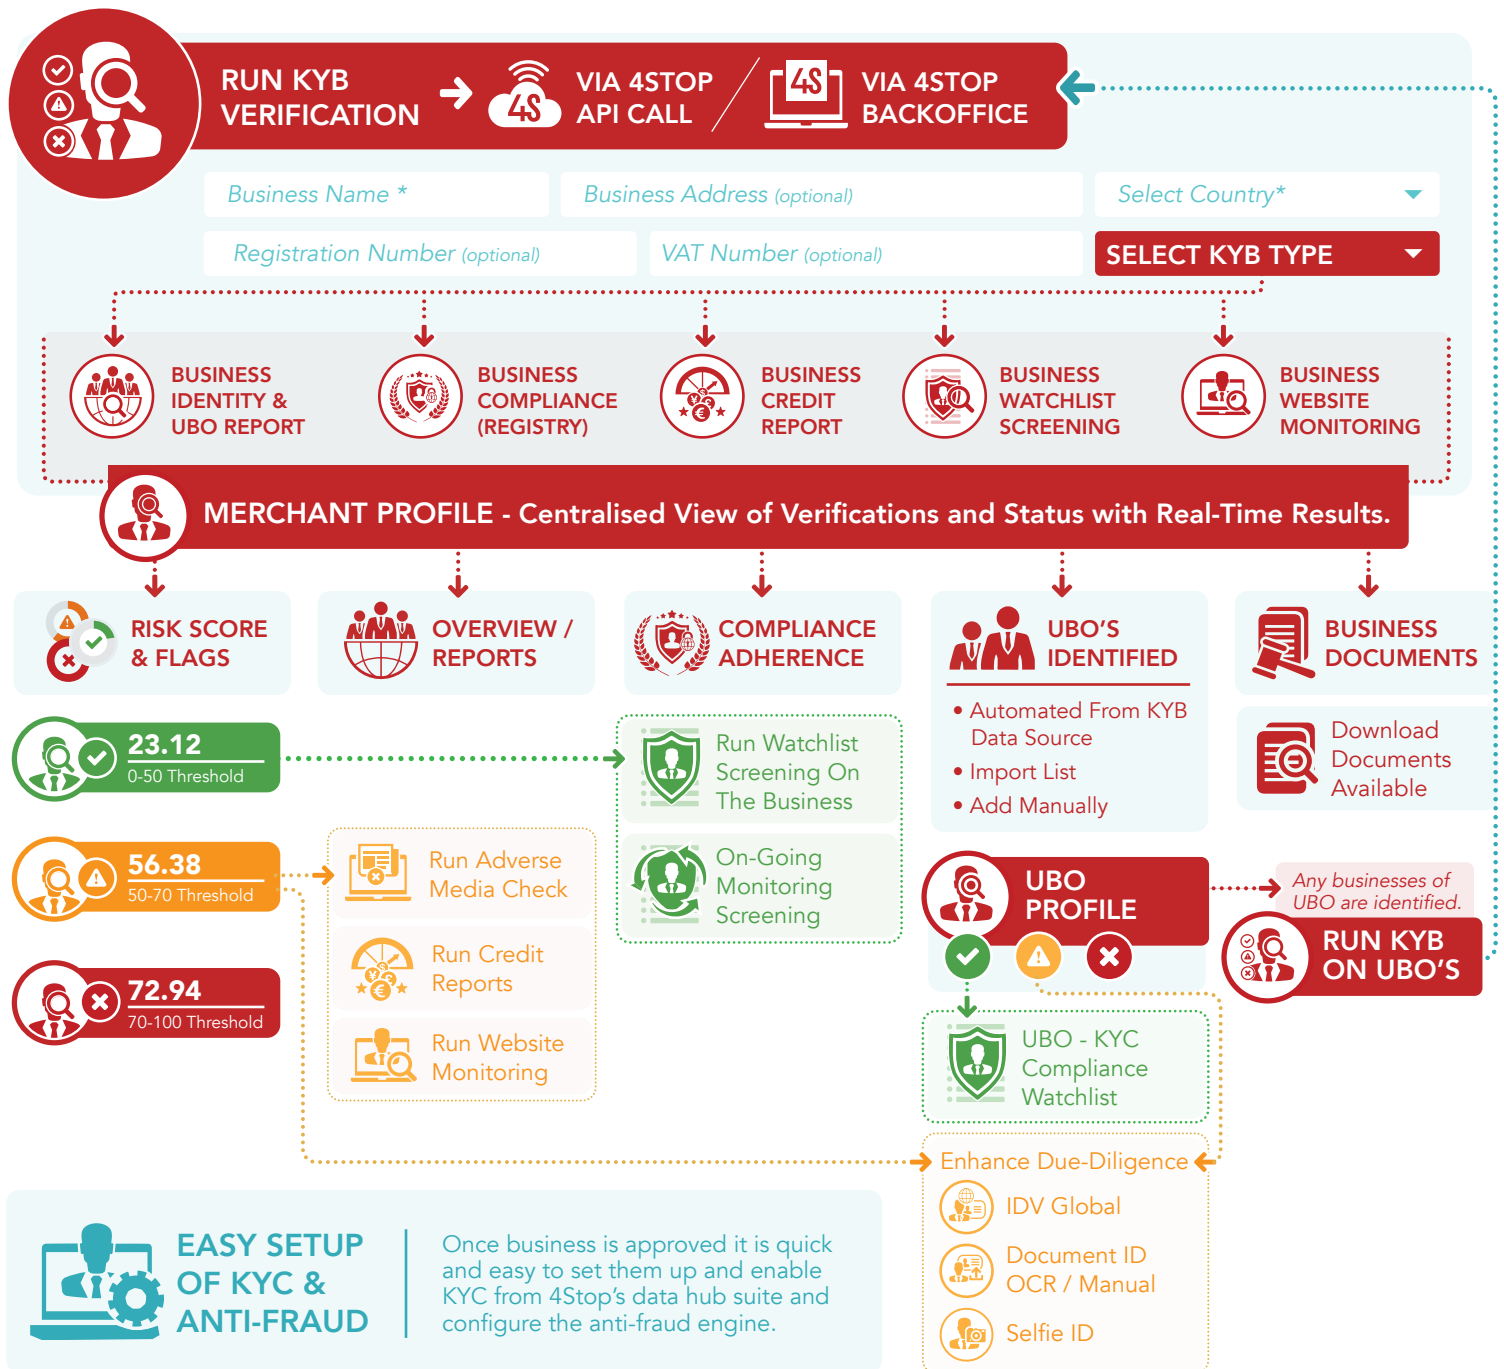 RUN KYB
VERIFICATION
4S
VIA 4STOP
API CALL
4S
VIA 4STOP
BACKOFFICE
Business Name *
Business Address (optional)
Select Country*
Registration Number (optional)
VAT Number (optional)
SELECT KYB TYPE
BUSINESS
IDENTITY &
UBO REPORT
BUSINESS
COMPLIANCE
(REGISTRY)
BUSINESS
CREDIT
REPORT
BUSINESS
WATCHLIST
SCREENING
BUSINESS
WEBSITE
MONITORING
MERCHANT PROFILE - Centralised View of Verifications and Status with Real-Time Results.
RISK SCORE
& FLAGS
OVERVIEW /
REPORTS
COMPLIANCE
ADHERENCE
UBO'S
IDENTIFIED
• Automated From KYB
Data Source
• Import List
• Add Manually
BUSINESS
DOCUMENTS
Download
Documents
Available
23.12
0-50 Threshold
Run Watchlist
Screening On
The Business
On-Going
Monitoring
Screening
56.38
50-70 Threshold
Run Adverse
Media Check
Run Credit
Reports
Run Website
Monitoring
72.94
70-100 Threshold
UBO
PROFILE
Any businesses of
UBO are identified.
RUN KYB
ON UBO'S
UBO - KYC
Compliance
Watchlist
Enhance Due-Diligence
IDV Global
Document ID
OCR / Manual
Selfie ID
EASY SETUP
OF KYC &
ANTI-FRAUD
Once business is approved it is quick
and easy to set them up and enable
KYC from 4Stop's data hub suite and
configure the anti-fraud engine.